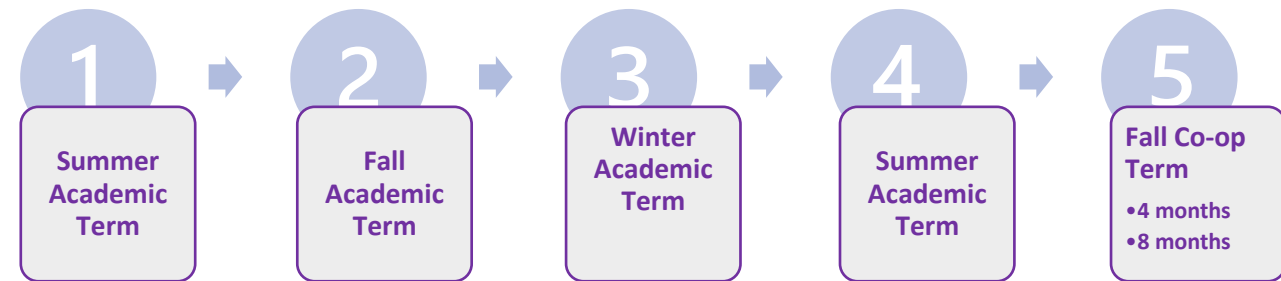 1
Summer
Academic
Term
2
Fall
Academic
Term
3
Winter
Academic
Term
4
Summer
Academic
Term
5
Fall Co-op
Term
•4 months
•8 months